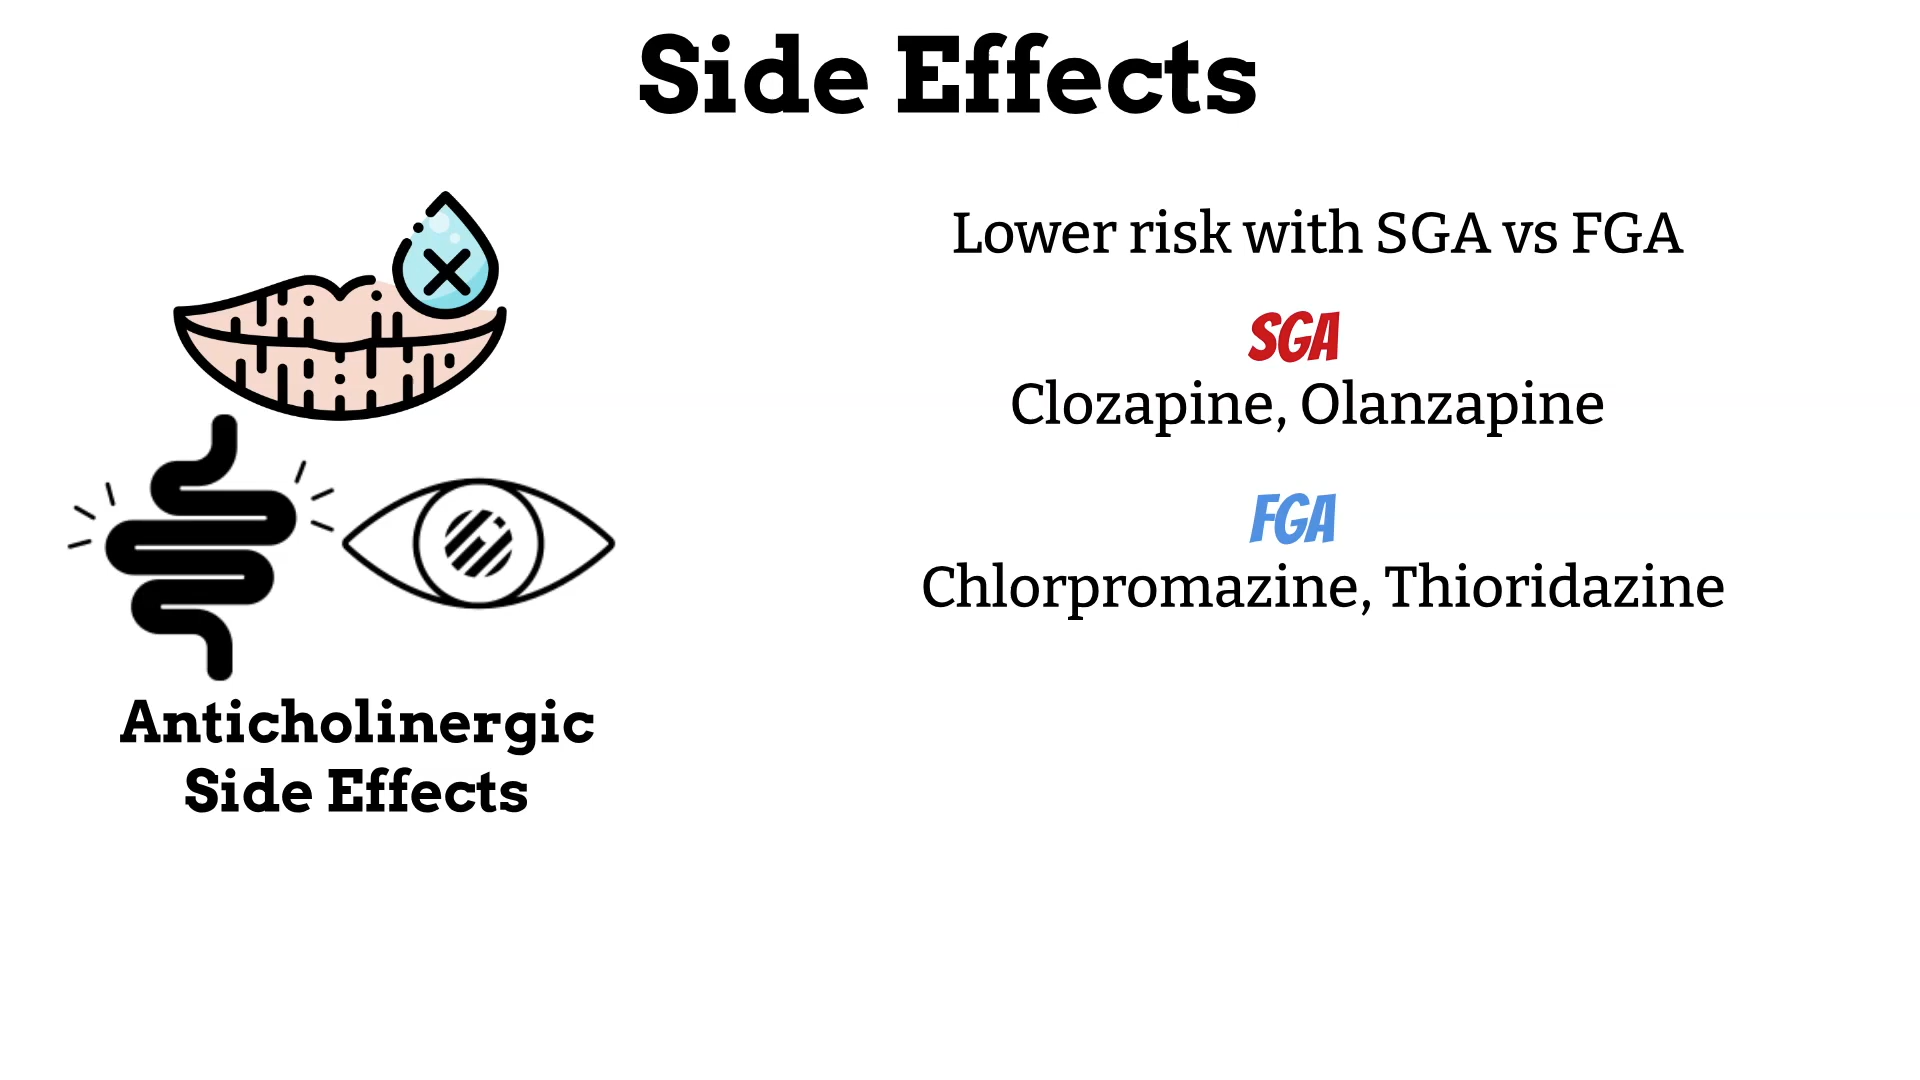 Side Effects
Lower risk with SGA vs FGA
SGA
Clozapine, Olanzapine
FGA
Chlorpromazine, Thioridazine
Anticholinergic
Side Effects